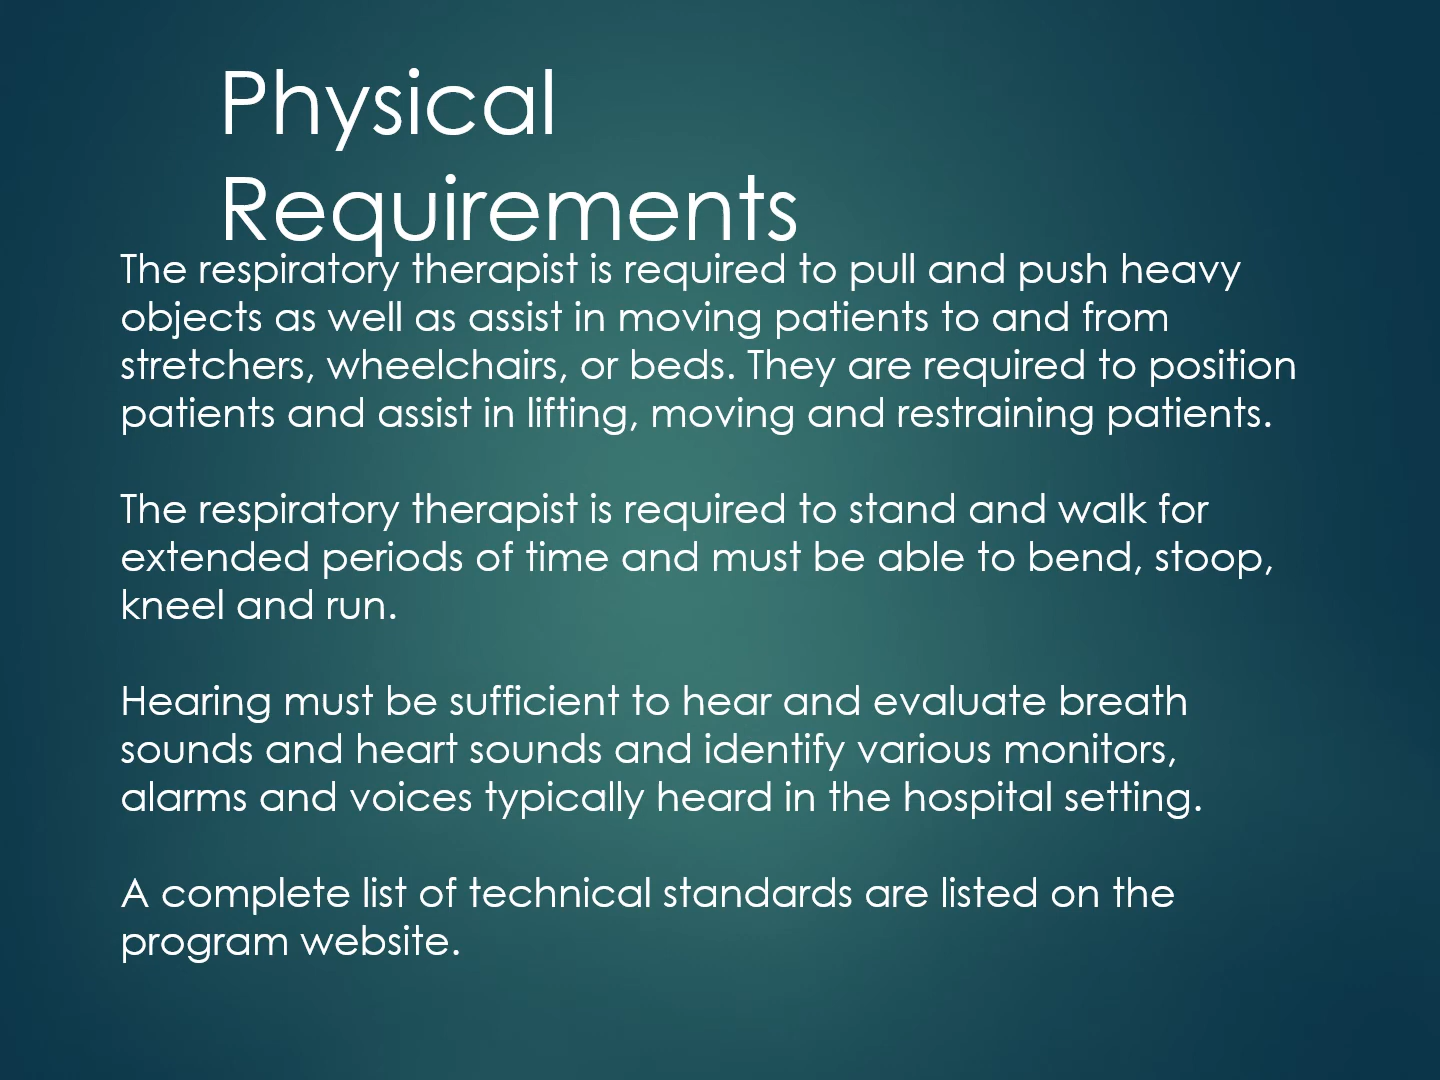 Physical
Requirements
The respiratory therapist is required to pull and push heavy
objects as well as assist in moving patients to and from
stretchers, wheelchairs, or beds. They are required to position
patients and assist in lifting, moving and restraining patients.
The respiratory therapist is required to stand and walk for
extended periods of time and must be able to bend, stoop,
kneel and run.
Hearing must be sufficient to hear and evaluate breath
sounds and heart sounds and identify various monitors,
alarms and voices typically heard in the hospital setting.
A complete list of technical standards are listed on the
program website.